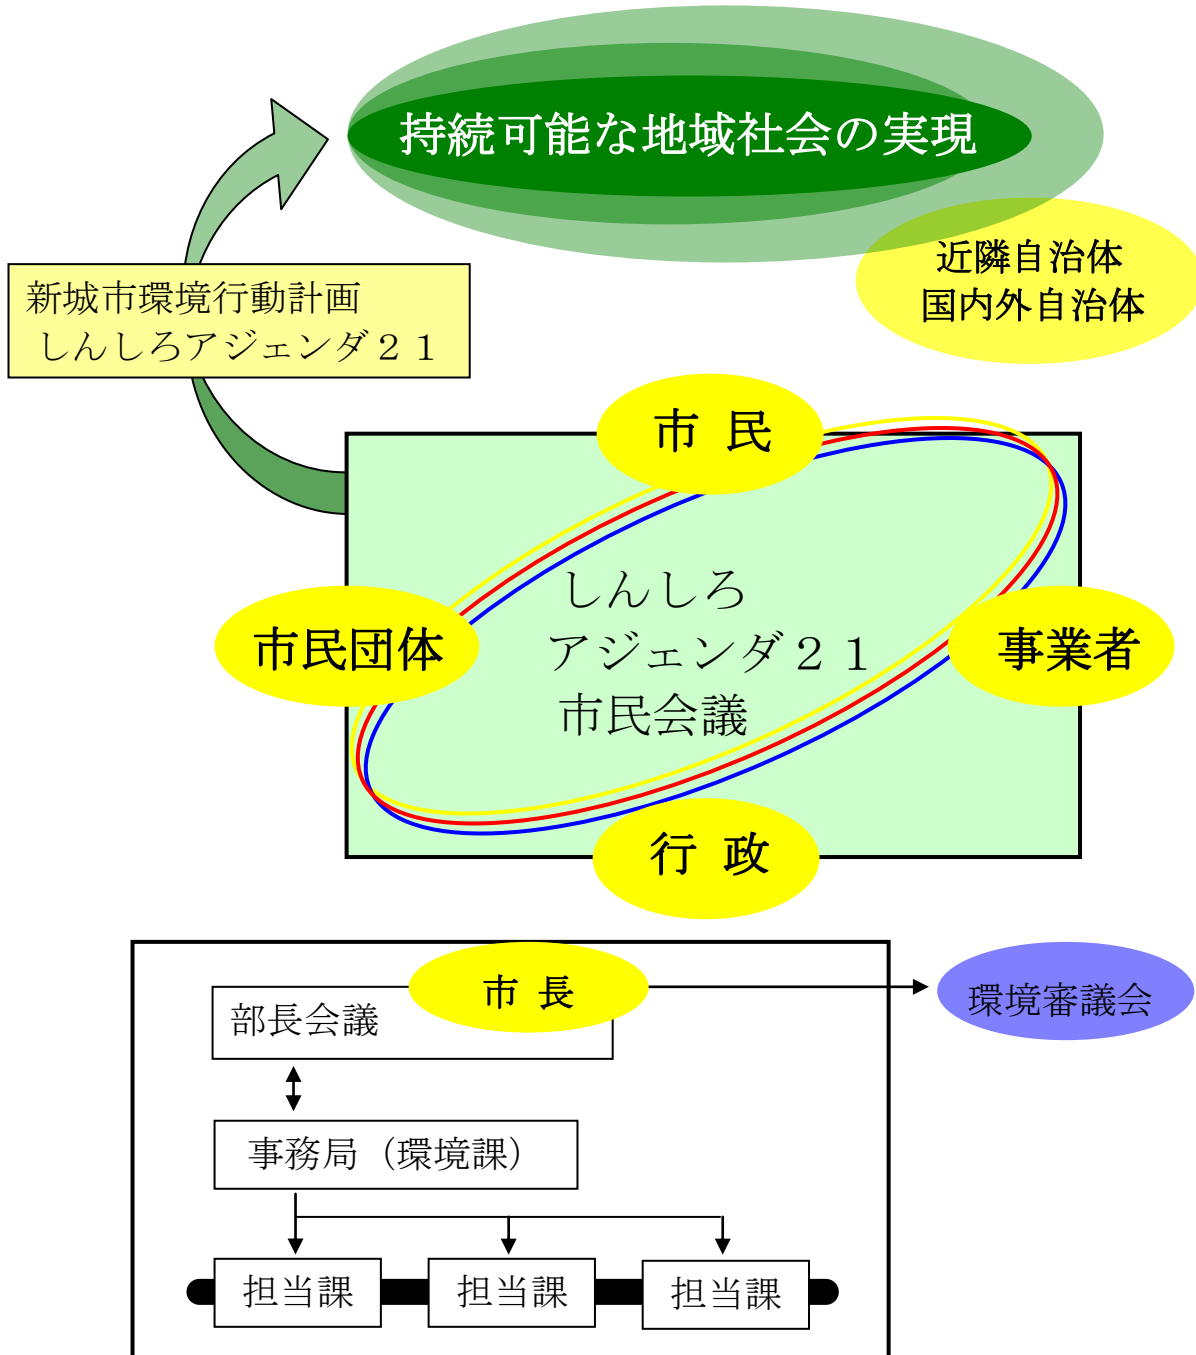 持続可能な地域社会の実現
近隣自治体
国内外自治体
新城市環境行動計画
しんしろアジェンダ２１
市 民
しんしろ
アジェンダ２１
市民会議
市民団体
事業者
行 政
市 長
部長会議
環境審議会
事務局（環境課）
担当課
担当課
担当課